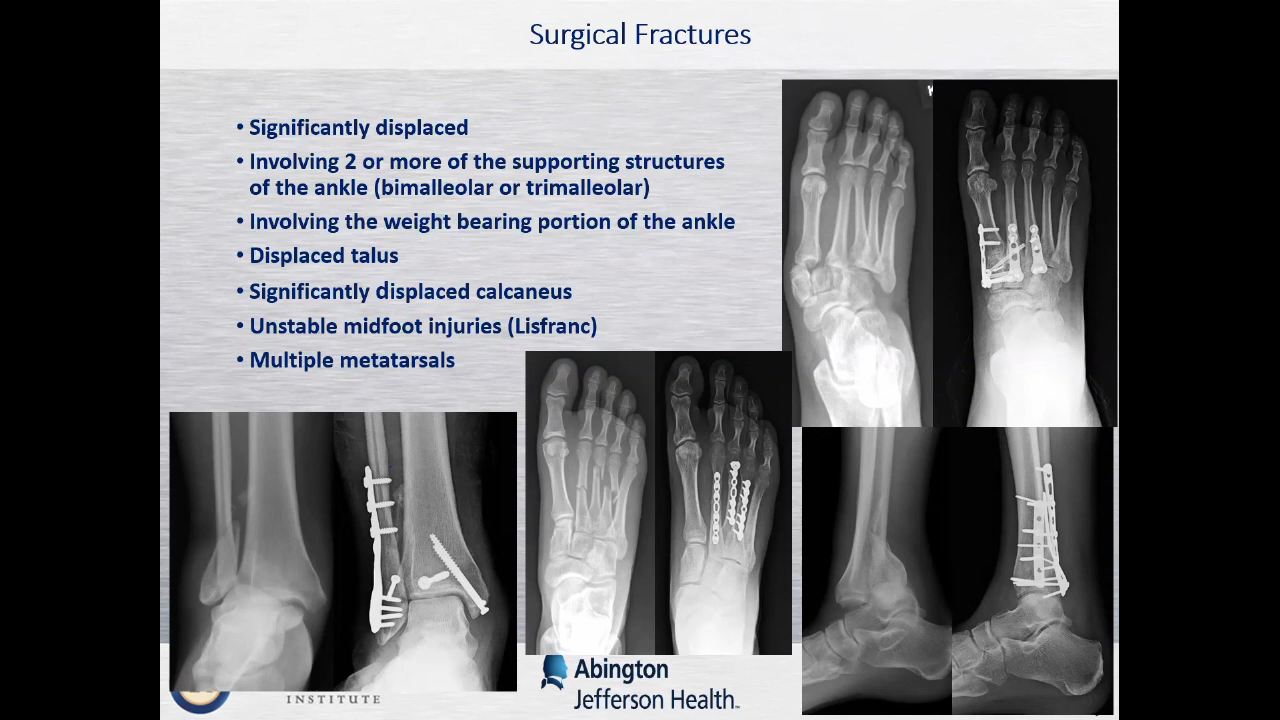 Surgical Fractures
• Significantly displaced
• Involving 2 or more of the supporting structures
of the ankle (bimalleolar or trimalleolar)
• Involving the weight bearing portion of the ankle
• Displaced talus
• Significantly displaced calcaneus
• Unstable midfoot injuries (Lisfranc)
• Multiple metatarsals
INSTITUTE
Abington
Jefferson Health™